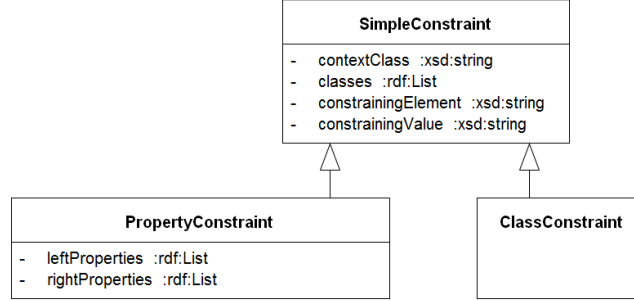 SimpleConstraint
- contextClass :xsd:string
- classes :rdf:List
- constrainingElement :xsd:string
- constrainingValue :xsd:string
PropertyConstraint
- leftProperties :rdf:List
- rightProperties :rdf:List
ClassConstraint